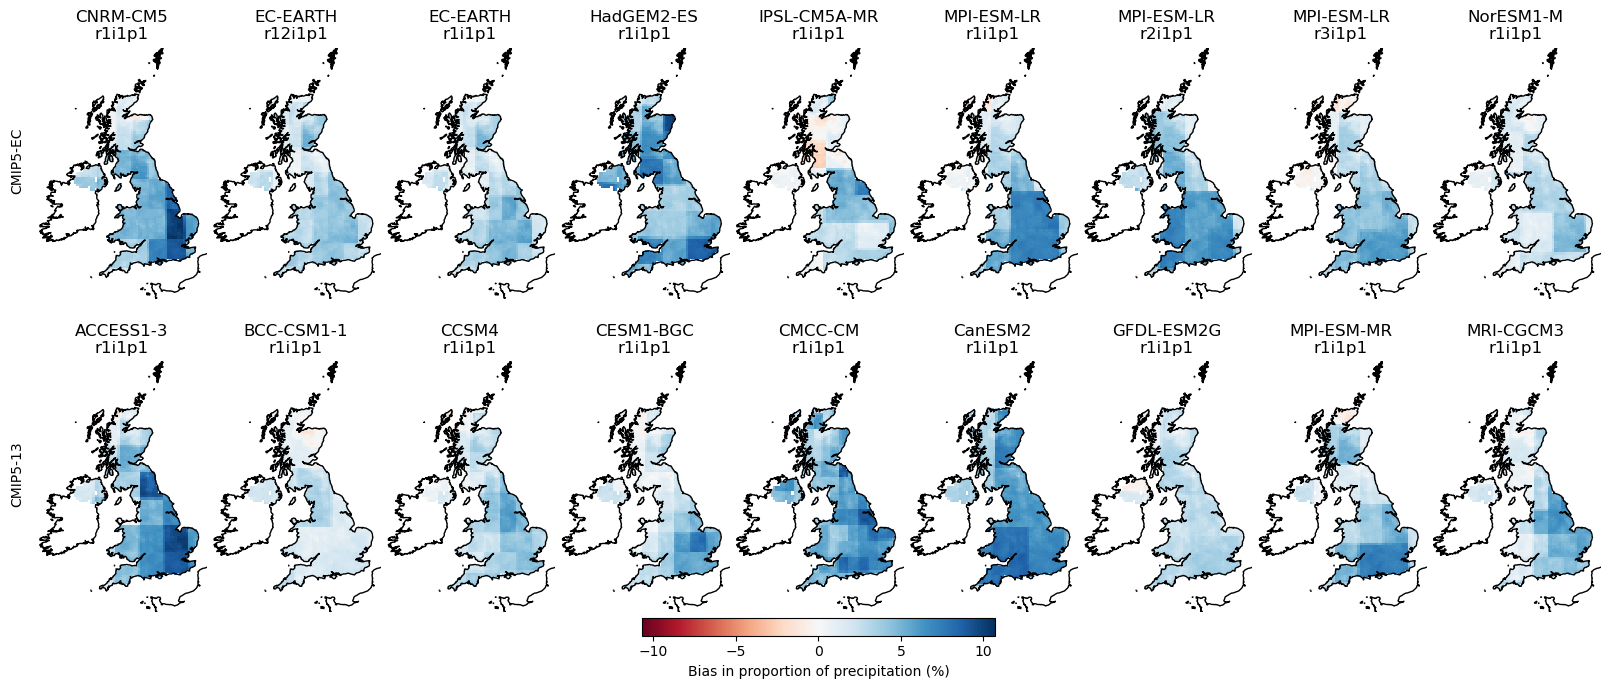 CNRM-CM5
r1i1p1
EC-EARTH
r12i1p1
EC-EARTH
r1i1p1
HadGEM2-ES
r1i1p1
IPSL-CM5A-MR
r1i1p1
MPI-ESM-LR
r1i1p1
MPI-ESM-LR
r2i1p1
MPI-ESM-LR
r3i1p1
NorESM1-M
r1i1p1
CMIP5-EC
ACCESS1-3
r1i1p1
BCC-CSM1-1
r1i1p1
CCSM4
r1i1p1
CESM1-BGC
r1i1p1
CMCC-CM
r1i1p1
CanESM2
r1i1p1
GFDL-ESM2G
r1i1p1
MPI-ESM-MR
r1i1p1
MRI-CGCM3
r1i1p1
CMIP5-13
−10 −5 0 5 10
Bias in proportion of precipitation (%)